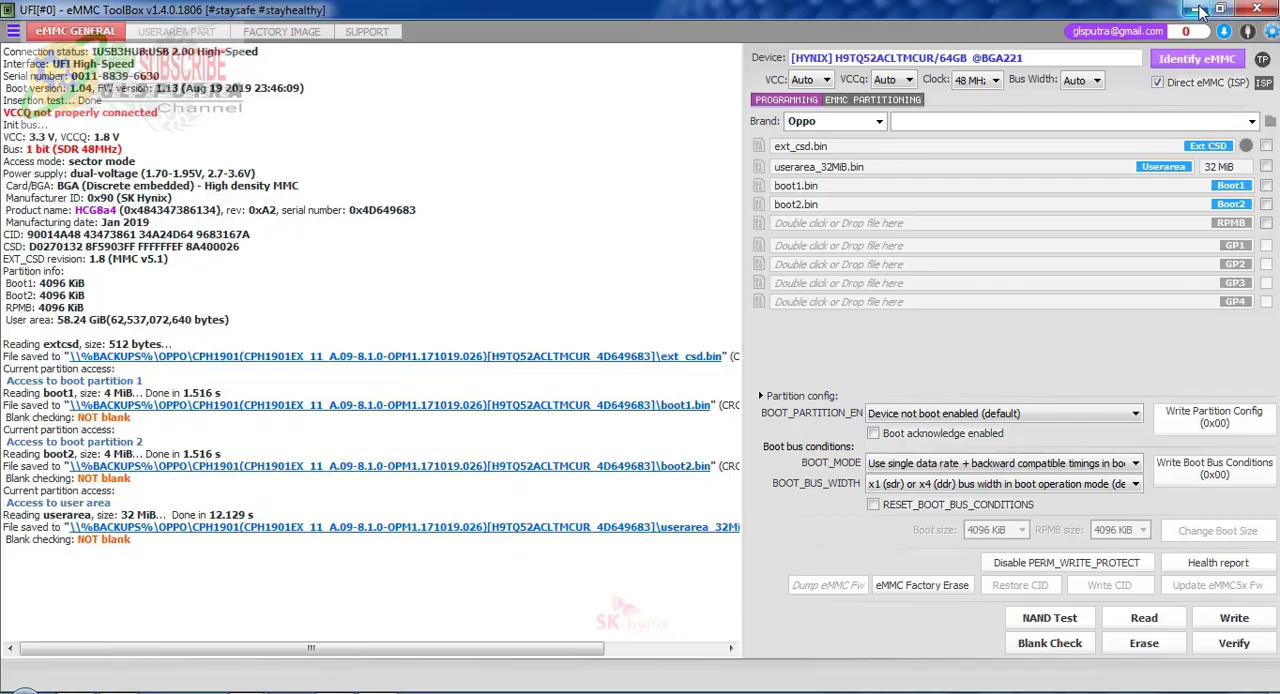 UFI[#0] - eMMC ToolBox v1.4.0.1806 [#staysafe #stayhealthy]
eMMC GENERAL USERAREA PART FACTORY IMAGE SUPPORT
glsputra@gmail.com 0
Connection status: IUSB3HUB:USB 2.00 High-Speed
Interface: UFI High-Speed
Serial number: 0011-8839-6630
Boot version: 1.04, FW version: 1.13 (Aug 19 2019 23:46:09)
Insertion test... Done
VCCQ not properly connected
Init bus...
VCC: 3.3 V, VCCQ: 1.8 V
Bus: 1 bit (SDR 48MHz)
Access mode: sector mode
Power supply: dual-voltage (1.70-1.95V, 2.7-3.6V)
Card/BGA: BGA (Discrete embedded) - High density MMC
Manufacturer ID: 0x90 (SK Hynix)
Product name: HCG8a4 (0x484347386134), rev: 0xA2, serial number: 0x4D649683
Manufacturing date: Jan 2019
CID: 90014A48 43473861 34A24D64 9683167A
CSD: D0270132 8F5903FF FFFFFFEF 8A400026
EXT_CSD revision: 1.8 (MMC v5.1)
Partition info:
Boot1: 4096 KiB
Boot2: 4096 KiB
RPMB: 4096 KiB
User area: 58.24 GiB(62,537,072,640 bytes)
Reading extcsd, size: 512 bytes...
File saved to "\\%BACKUPS%\OPPO\CPH1901(CPH1901EX_11_A.09-8.1.0-OPM1.171019.026)[H9TQ52ACLTMCUR_4D649683]\ext_csd.bin" (C
Current partition access:
Access to boot partition 1
Reading boot1, size: 4 MiB... Done in 1.516 s
File saved to "\\%BACKUPS%\OPPO\CPH1901(CPH1901EX_11_A.09-8.1.0-OPM1.171019.026)[H9TQ52ACLTMCUR_4D649683]\boot1.bin" (CRC
Blank checking: NOT blank
Current partition access:
Access to boot partition 2
Reading boot2, size: 4 MiB... Done in 1.516 s
File saved to "\\%BACKUPS%\OPPO\CPH1901(CPH1901EX_11_A.09-8.1.0-OPM1.171019.026)[H9TQ52ACLTMCUR_4D649683]\boot2.bin" (CRC
Blank checking: NOT blank
Current partition access:
Access to user area
Reading userarea, size: 32 MiB... Done in 12.129 s
File saved to "\\%BACKUPS%\OPPO\CPH1901(CPH1901EX_11_A.09-8.1.0-OPM1.171019.026)[H9TQ52ACLTMCUR_4D649683]\userarea_32Mi
Blank checking: NOT blank
SUBSCRIBE
GLSPUTRA
Channel
SK hynix
Device: [HYNIX] H9TQ52ACLTMCUR/64GB @BGA221 Identify eMMC TP
VCC: Auto VCCq: Auto Clock: 48 MHz Bus Width: Auto Direct eMMC (ISP) ISP
PROGRAMMING EMMC PARTITIONING
Brand: Oppo
ext_csd.bin Ext CSD
userarea_32MiB.bin Userarea 32 MiB
boot1.bin Boot1
boot2.bin Boot2
Double click or Drop file here RPMB
Double click or Drop file here GP1
Double click or Drop file here GP2
Double click or Drop file here GP3
Double click or Drop file here GP4
Partition config:
BOOT_PARTITION_EN Device not boot enabled (default) Write Partition Config (0x00)
Boot acknowledge enabled
Boot bus conditions:
BOOT_MODE Use single data rate + backward compatible timings in boo Write Boot Bus Conditions (0x00)
BOOT_BUS_WIDTH x1 (sdr) or x4 (ddr) bus width in boot operation mode (de
RESET_BOOT_BUS_CONDITIONS
Boot size: 4096 KiB RPMB size: 4096 KiB Change Boot Size
Disable PERM_WRITE_PROTECT Health report
Dump eMMC Fw eMMC Factory Erase Restore CID Write CID Update eMMC5x Fw
NAND Test Read Write
Blank Check Erase Verify